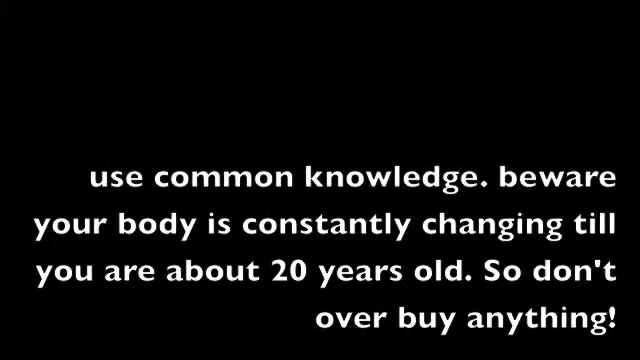 use common knowledge. beware
your body is constantly changing till
you are about 20 years old. So don't
over buy anything!